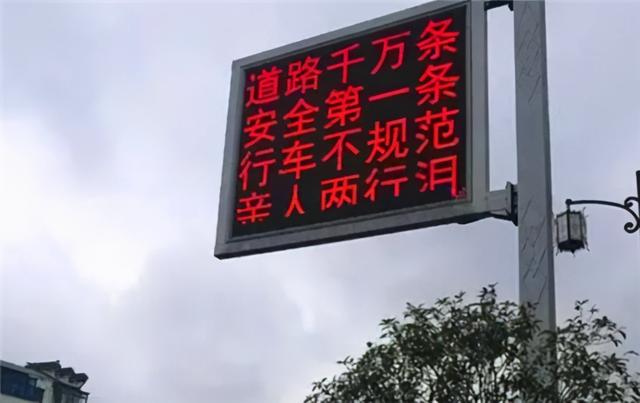 道路千万条
安全第一条
行车不规范
亲人两行泪